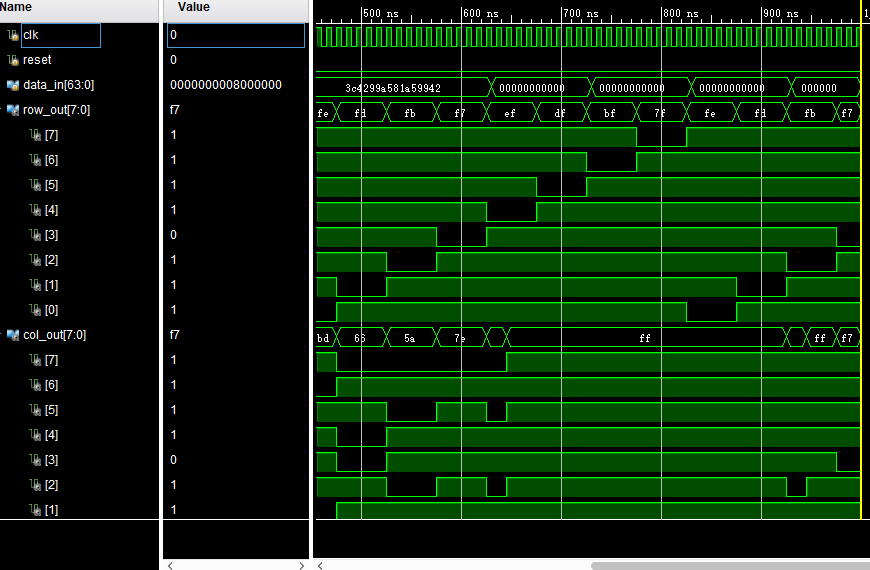 Name Value
500 ns 600 ns 700 ns 800 ns 900 ns
clk 0
reset 0
data_in[63:0] 0000000008000000 3c4299a581a59942 00000000000 00000000000 00000000000 000000
row_out[7:0] f7 fe fd fb f7 ef df bf 7f fe fd fb f7
[7] 1
[6] 1
[5] 1
[4] 1
[3] 0
[2] 1
[1] 1
[0] 1
col_out[7:0] f7 bd 66 5a 7e ff ff f7
[7] 1
[6] 1
[5] 1
[4] 1
[3] 0
[2] 1
[1] 1